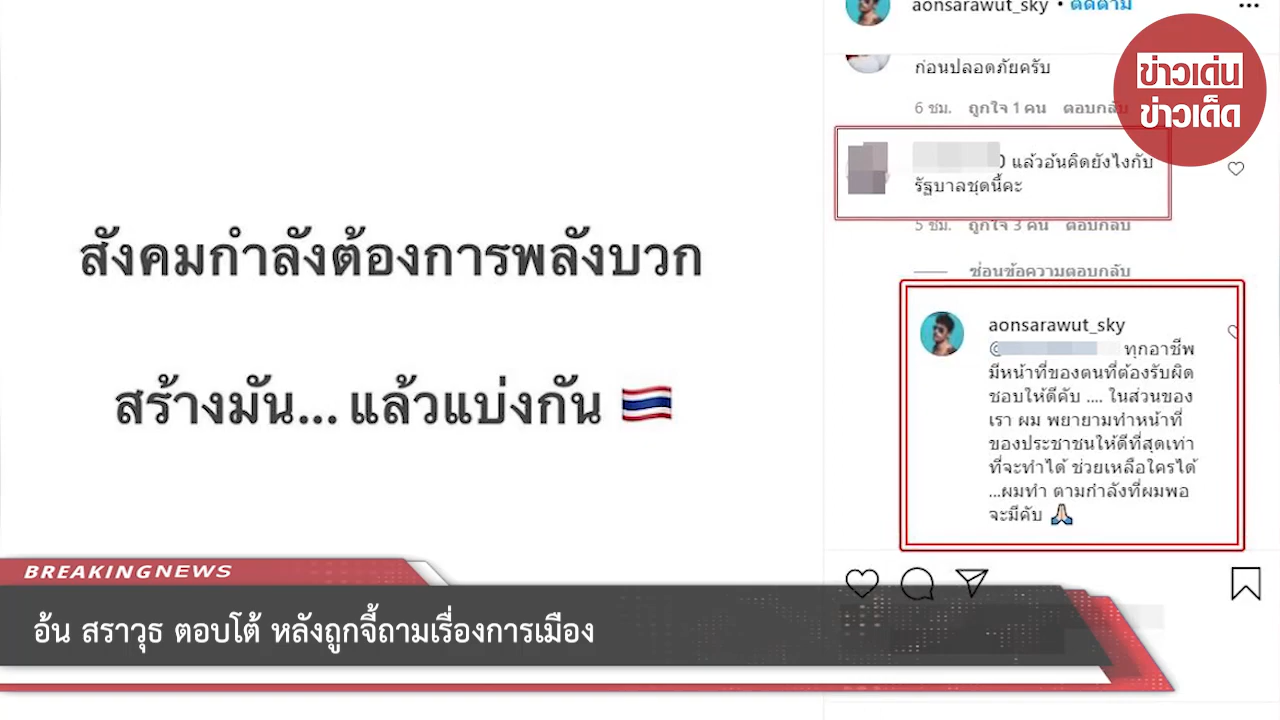 สังคมกำลังต้องการพลังบวก
สร้างมัน... แล้วแบ่งกัน 🇹🇭
aonsarawut_sky • ติดตาม
ก่อนปลอดภัยครับ
6 ชม. ถูกใจ 1 คน ตอบกลับ
0 แล้วอ้นคิดยังไงกับ
รัฐบาลชุดนี้คะ
5 ชม. ถูกใจ 3 คน ตอบกลับ
ซ่อนข้อความตอบกลับ
aonsarawut_sky
@ ทุกอาชีพ
มีหน้าที่ของตนที่ต้องรับผิด
ชอบให้ดีคับ .... ในส่วนของ
เรา ผม พยายามทำหน้าที่
ของประชาชนให้ดีที่สุดเท่า
ที่จะทำได้ ช่วยเหลือใครได้
...ผมทำ ตามกำลังที่ผมพอ
จะมีคับ 🙏🏻
ข่าวเด่น
ข่าวเด็ด
BREAKINGNEWS
อ้น สราวุธ ตอบโต้ หลังถูกจี้ถามเรื่องการเมือง